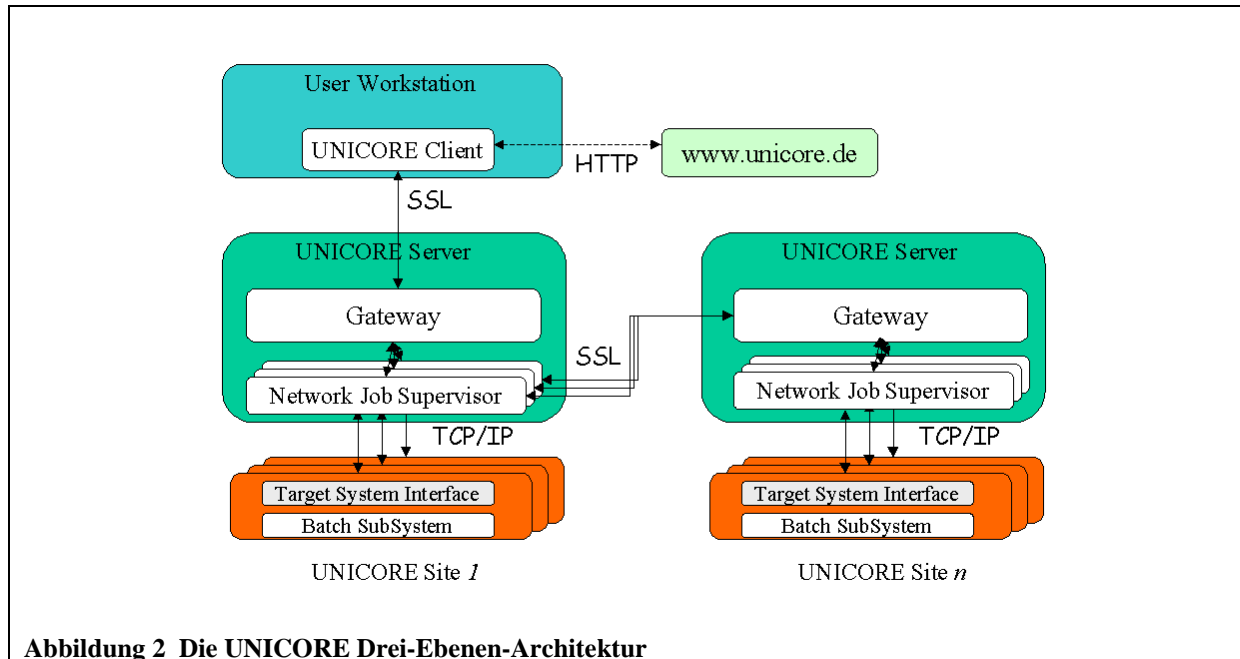 User Workstation
UNICORE Client
HTTP
www.unicore.de
SSL
UNICORE Server
Gateway
Network Job Supervisor
SSL
UNICORE Server
Gateway
Network Job Supervisor
TCP/IP
Target System Interface
Batch SubSystem
UNICORE Site 1
TCP/IP
Target System Interface
Batch SubSystem
UNICORE Site n
Abbildung 2 Die UNICORE Drei-Ebenen-Architektur